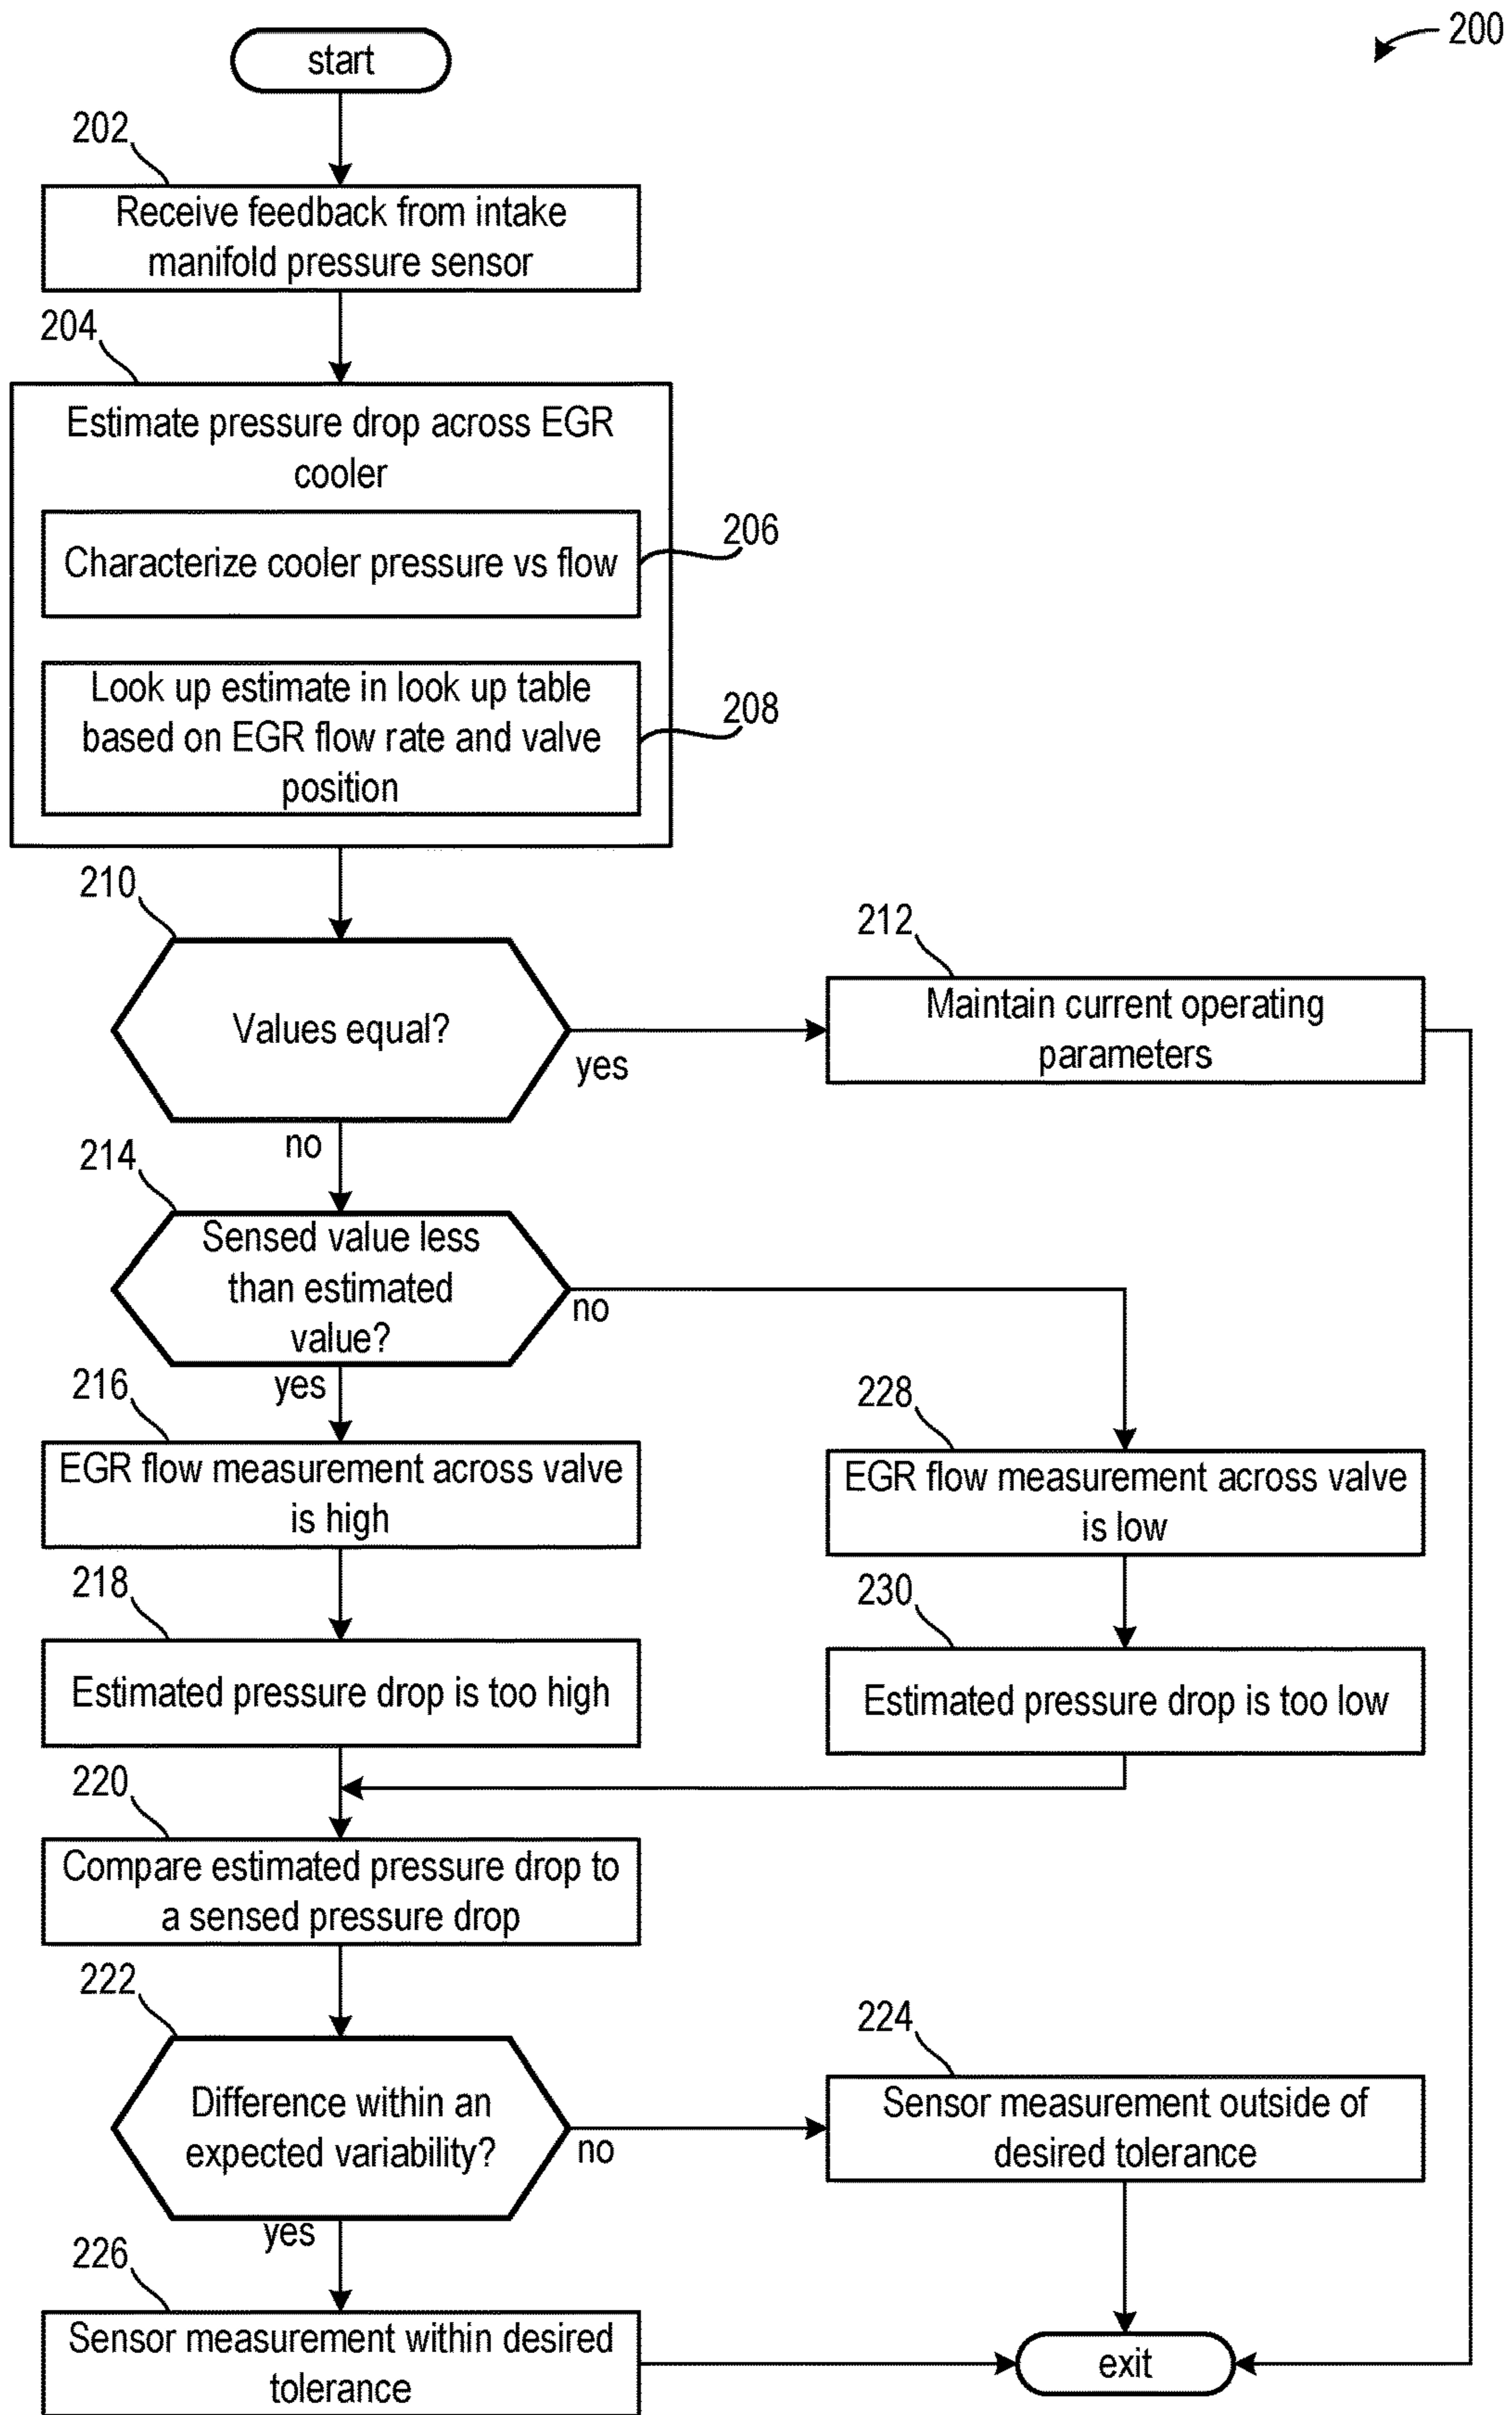 200
start
202
Receive feedback from intake
manifold pressure sensor
204
Estimate pressure drop across EGR
cooler
206
Characterize cooler pressure vs flow
208
Look up estimate in look up table
based on EGR flow rate and valve
position
210
Values equal?
yes
no
212
Maintain current operating
parameters
214
Sensed value less
than estimated
value?
no
yes
216
EGR flow measurement across valve
is high
228
EGR flow measurement across valve
is low
218
Estimated pressure drop is too high
230
Estimated pressure drop is too low
220
Compare estimated pressure drop to
a sensed pressure drop
222
Difference within an
expected variability?
no
yes
224
Sensor measurement outside of
desired tolerance
226
Sensor measurement within desired
tolerance
exit